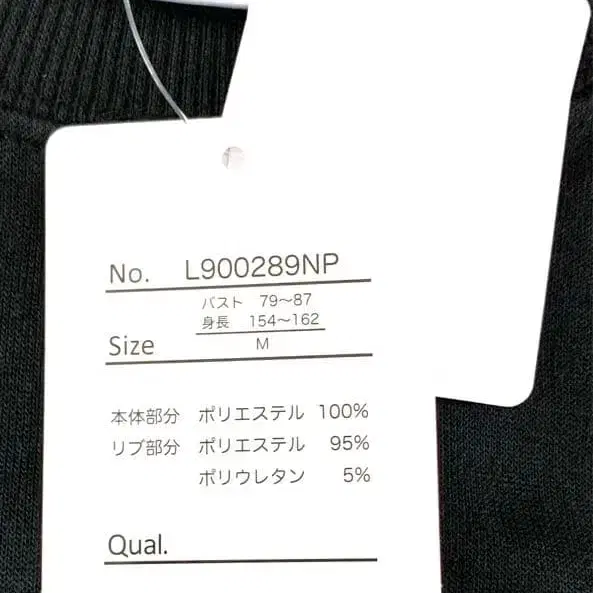 No. L900289NP
バスト 79〜87
身長 154〜162
Size M
本体部分 ポリエステル 100%
リブ部分 ポリエステル 95%
ポリウレタン 5%
Qual.